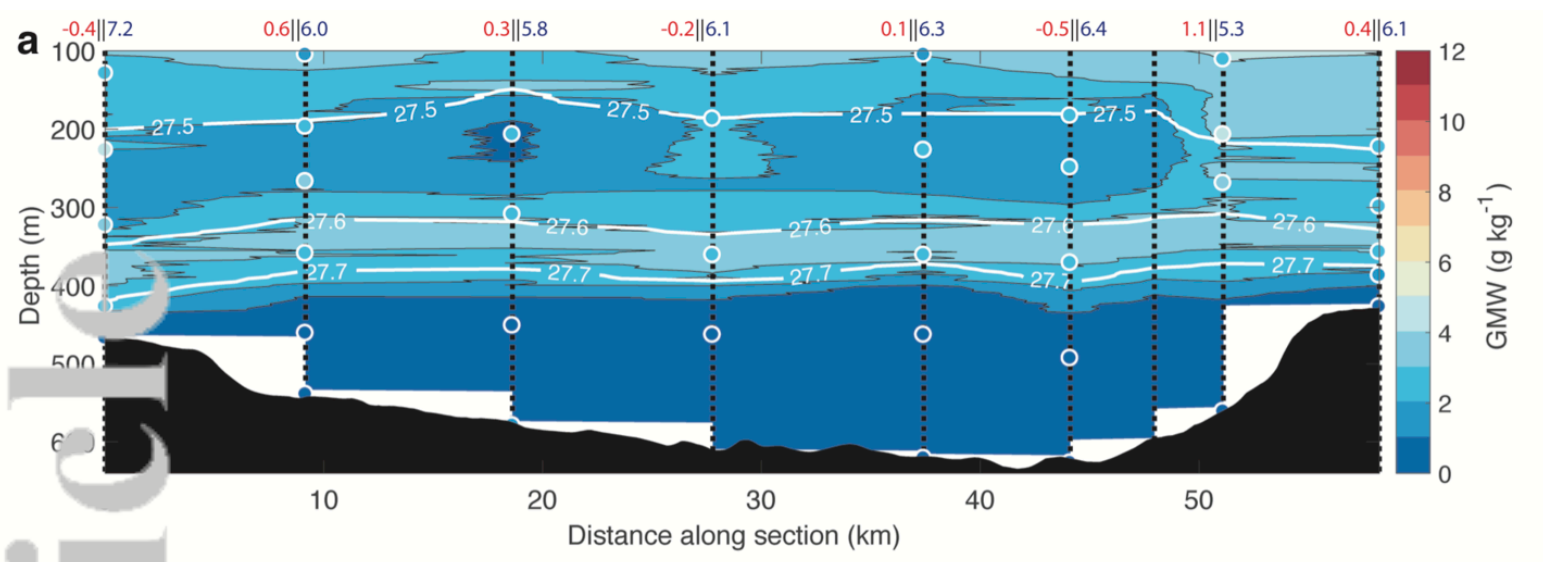 -0.4||7.2 0.6||6.0 0.3||5.8 -0.2||6.1 0.1||6.3 -0.5||6.4 1.1||5.3 0.4||6.1
a
100
200
300
400
500
Depth (m)
27.5 27.5 27.5 27.5 27.5
27.6 27.6 27.6 27.6 27.6
27.7 27.7 27.7 27.7 27.7
10 20 30 40 50
Distance along section (km)
12
10
8
6
4
2
0
GMW (g kg⁻¹)
icle